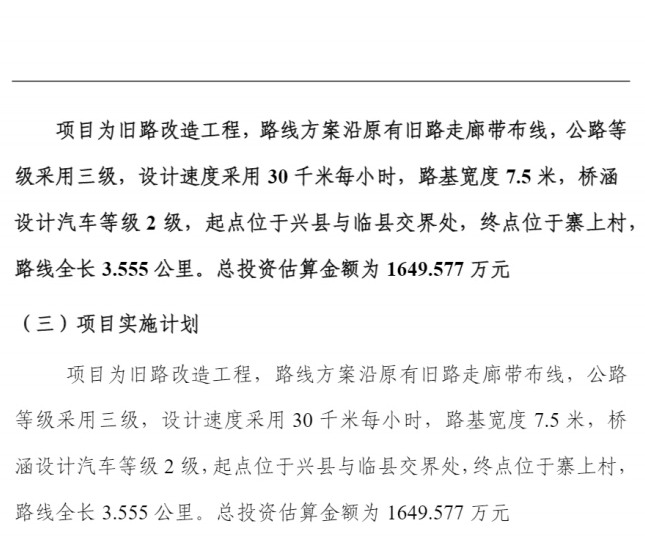 项目为旧路改造工程，路线方案沿原有旧路走廊带布线，公路等
级采用三级，设计速度采用 30 千米每小时，路基宽度 7.5 米，桥涵
设计汽车等级 2 级，起点位于兴县与临县交界处，终点位于寨上村，
路线全长 3.555 公里。总投资估算金额为 1649.577 万元
（三）项目实施计划
项目为旧路改造工程，路线方案沿原有旧路走廊带布线，公路
等级采用三级，设计速度采用 30 千米每小时，路基宽度 7.5 米，桥
涵设计汽车等级 2 级，起点位于兴县与临县交界处，终点位于寨上村，
路线全长 3.555 公里。总投资估算金额为 1649.577 万元